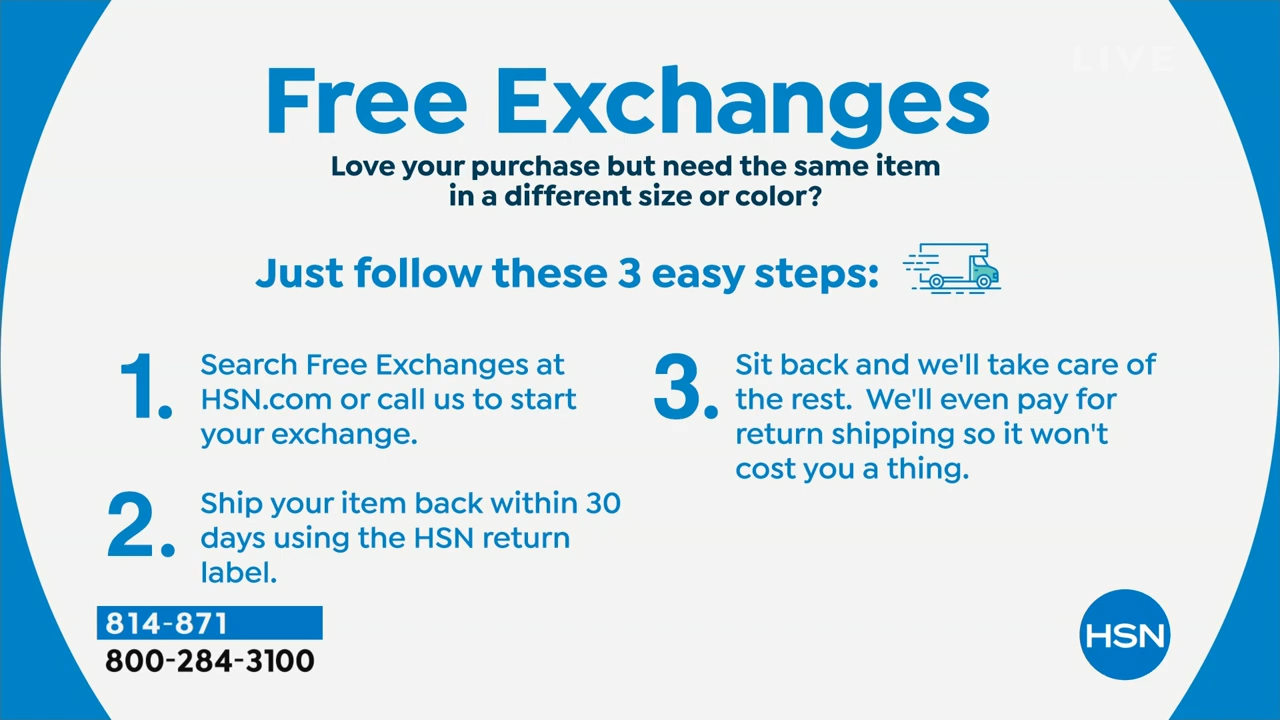 LIVE
Free Exchanges
Love your purchase but need the same item
in a different size or color?
Just follow these 3 easy steps:
1. Search Free Exchanges at
HSN.com or call us to start
your exchange.
2. Ship your item back within 30
days using the HSN return
label.
3. Sit back and we'll take care of
the rest. We'll even pay for
return shipping so it won't
cost you a thing.
814-871
800-284-3100
HSN